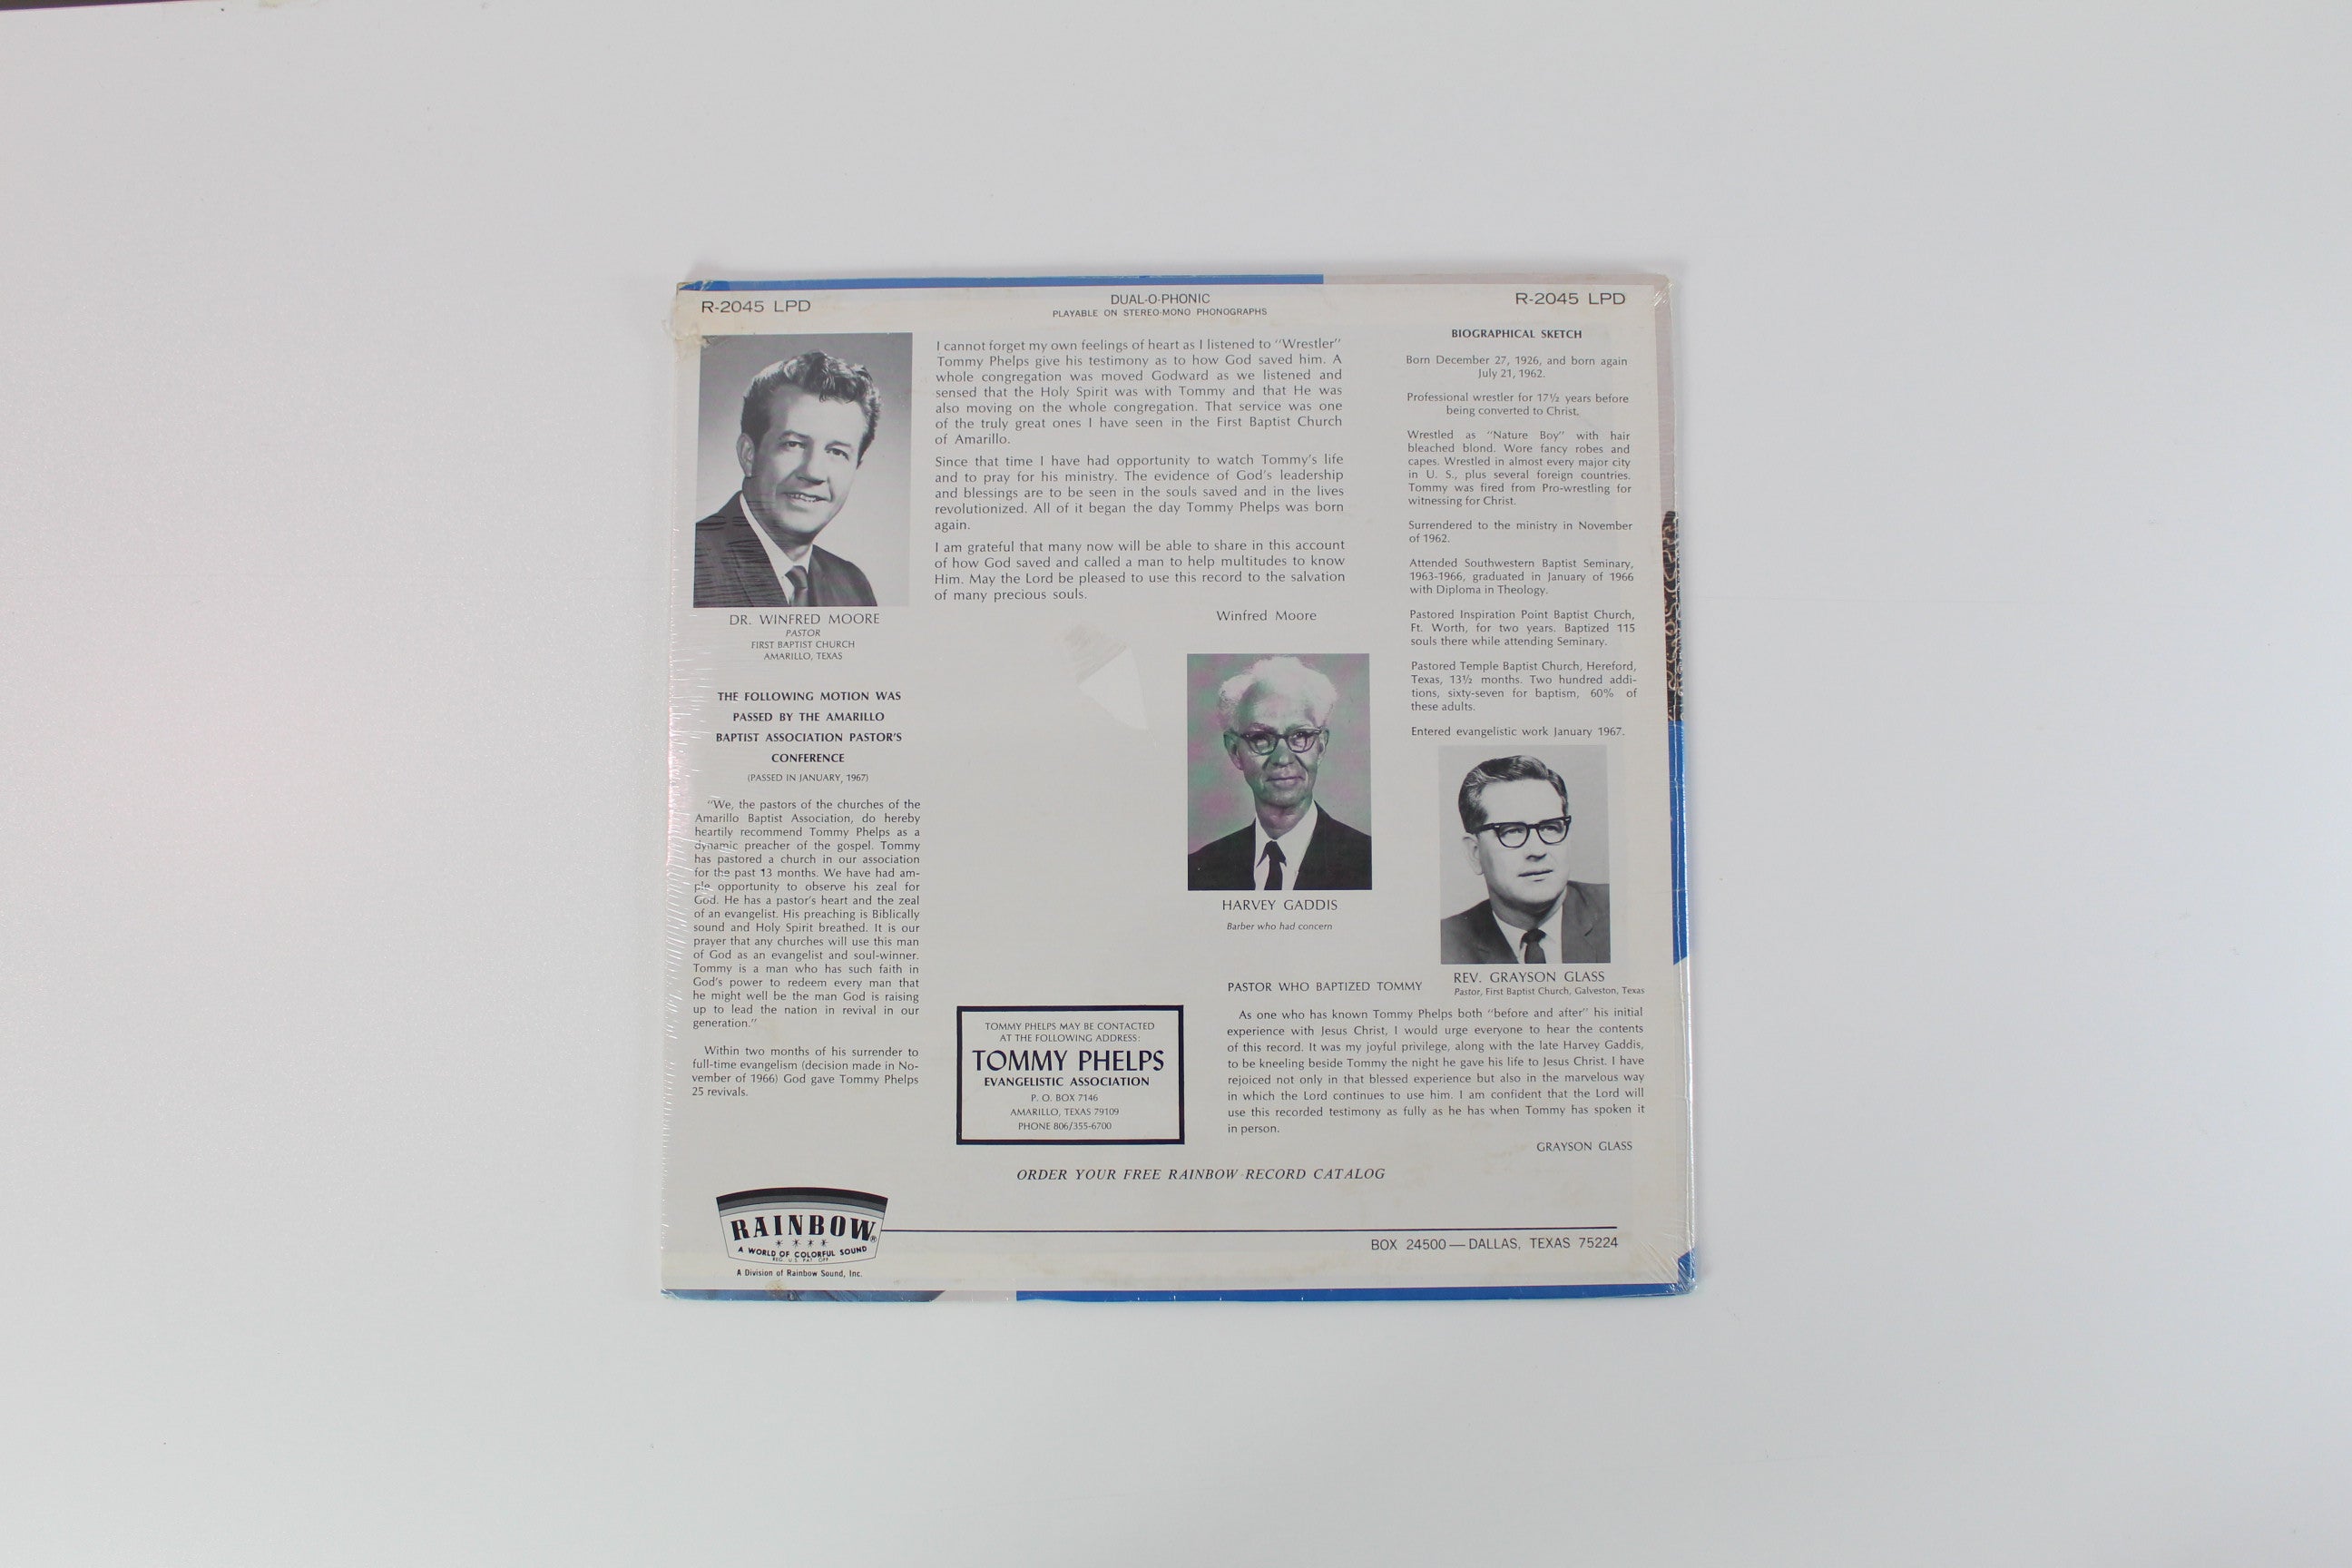 R-2045 LPD
DUAL-O-PHONIC
PLAYABLE ON STEREO-MONO PHONOGRAPHS
R-2045 LPD
DR. WINFRED MOORE
PASTOR
FIRST BAPTIST CHURCH
AMARILLO, TEXAS
THE FOLLOWING MOTION WAS
PASSED BY THE AMARILLO
BAPTIST ASSOCIATION PASTOR'S
CONFERENCE
(PASSED IN JANUARY, 1967)
"We, the pastors of the churches of the
Amarillo Baptist Association, do hereby
heartily recommend Tommy Phelps as a
dynamic preacher of the gospel. Tommy
has pastored a church in our association
for the past 13 months. We have had am-
ple opportunity to observe his zeal for
God. He has a pastor's heart and the zeal
of an evangelist. His preaching is Biblically
sound and Holy Spirit breathed. It is our
prayer that any churches will use this man
of God as an evangelist and soul-winner.
Tommy is a man who has such faith in
God's power to redeem every man that
he might well be the man God is raising
up to lead the nation in revival in our
generation."
Within two months of his surrender to
full-time evangelism (decision made in No-
vember of 1966) God gave Tommy Phelps
25 revivals.
I cannot forget my own feelings of heart as I listened to "Wrestler"
Tommy Phelps give his testimony as to how God saved him. A
whole congregation was moved Godward as we listened and
sensed that the Holy Spirit was with Tommy and that He was
also moving on the whole congregation. That service was one
of the truly great ones I have seen in the First Baptist Church
of Amarillo.
Since that time I have had opportunity to watch Tommy's life
and to pray for his ministry. The evidence of God's leadership
and blessings are to be seen in the souls saved and in the lives
revolutionized. All of it began the day Tommy Phelps was born
again.
I am grateful that many now will be able to share in this account
of how God saved and called a man to help multitudes to know
Him. May the Lord be pleased to use this record to the salvation
of many precious souls.
Winfred Moore
HARVEY GADDIS
Barber who had concern
BIOGRAPHICAL SKETCH
Born December 27, 1926, and born again
July 21, 1962.
Professional wrestler for 17½ years before
being converted to Christ.
Wrestled as "Nature Boy" with hair
bleached blond. Wore fancy robes and
capes. Wrestled in almost every major city
in U. S., plus several foreign countries.
Tommy was fired from Pro-wrestling for
witnessing for Christ.
Surrendered to the ministry in November
of 1962.
Attended Southwestern Baptist Seminary,
1963-1966, graduated in January of 1966
with Diploma in Theology.
Pastored Inspiration Point Baptist Church,
Ft. Worth, for two years. Baptized 115
souls there while attending Seminary.
Pastored Temple Baptist Church, Hereford,
Texas, 13½ months. Two hundred addi-
tions, sixty-seven for baptism, 60% of
these adults.
Entered evangelistic work January 1967.
REV. GRAYSON GLASS
Pastor, First Baptist Church, Galveston, Texas
PASTOR WHO BAPTIZED TOMMY
As one who has known Tommy Phelps both "before and after" his initial
experience with Jesus Christ, I would urge everyone to hear the contents
of this record. It was my joyful privilege, along with the late Harvey Gaddis,
to be kneeling beside Tommy the night he gave his life to Jesus Christ. I have
rejoiced not only in that blessed experience but also in the marvelous way
in which the Lord continues to use him. I am confident that the Lord will
use this recorded testimony as fully as he has when Tommy has spoken it
in person.
GRAYSON GLASS
TOMMY PHELPS MAY BE CONTACTED
AT THE FOLLOWING ADDRESS:
TOMMY PHELPS
EVANGELISTIC ASSOCIATION
P. O. BOX 7146
AMARILLO, TEXAS 79109
PHONE 806/355-6700
ORDER YOUR FREE RAINBOW RECORD CATALOG
RAINBOW®
A WORLD OF COLORFUL SOUND
REG. U.S. PAT. OFF.
A Division of Rainbow Sound, Inc.
BOX 24500 — DALLAS, TEXAS 75224